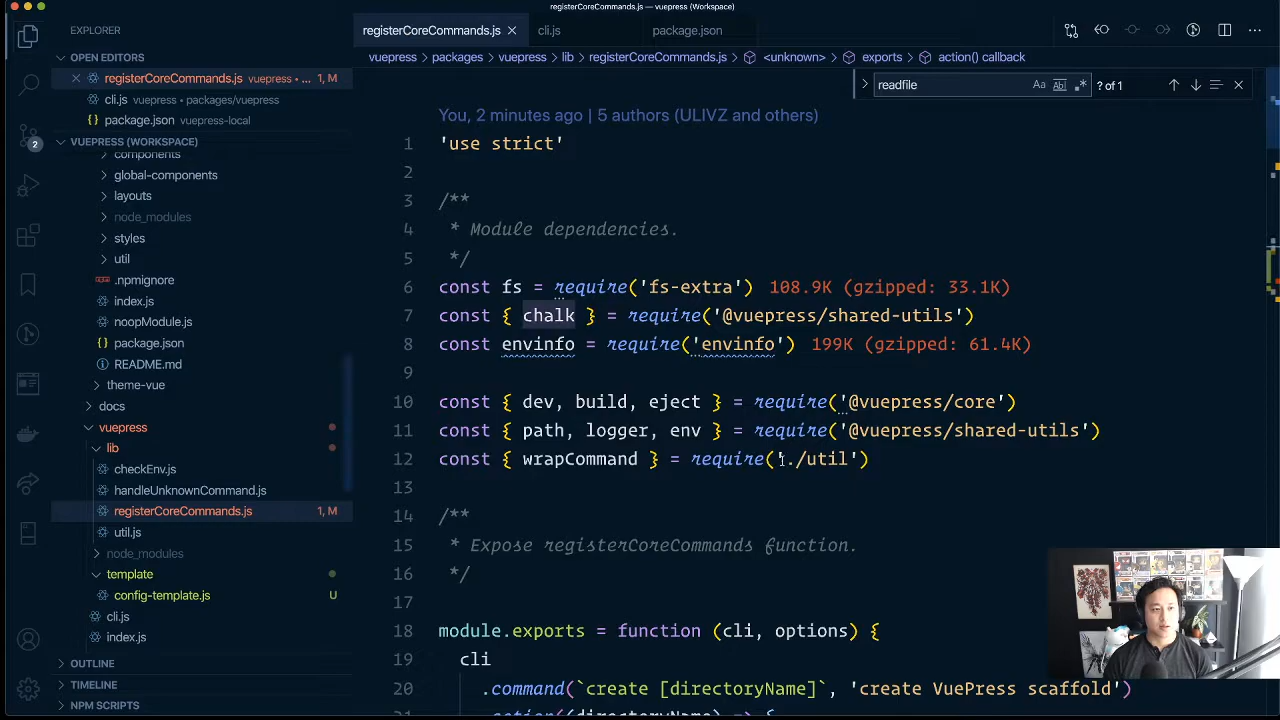 registerCoreCommands.js — vuepress (Workspace)
EXPLORER
OPEN EDITORS
registerCoreCommands.js vuepress • ... 1, M
cli.js vuepress • packages/vuepress
package.json vuepress-local
VUEPRESS (WORKSPACE)
components
global-components
layouts
node_modules
styles
util
.npmignore
index.js
noopModule.js
package.json
README.md
theme-vue
docs
vuepress
lib
checkEnv.js
handleUnknownCommand.js
registerCoreCommands.js 1, M
util.js
node_modules
template
config-template.js U
cli.js
index.js
OUTLINE
TIMELINE
NPM SCRIPTS
2
registerCoreCommands.js cli.js package.json
vuepress > packages > vuepress > lib > registerCoreCommands.js > <unknown> > exports > action() callback
readfile Aa Abl ? of 1
You, 2 minutes ago | 5 authors (ULIVZ and others)
1 'use strict'
2
3 /**
4 * Module dependencies.
5 */
6 const fs = require('fs-extra') 108.9K (gzipped: 33.1K)
7 const { chalk } = require('@vuepress/shared-utils')
8 const envinfo = require('envinfo') 199K (gzipped: 61.4K)
9
10 const { dev, build, eject } = require('@vuepress/core')
11 const { path, logger, env } = require('@vuepress/shared-utils')
12 const { wrapCommand } = require('./util')
13
14 /**
15 * Expose registerCoreCommands function.
16 */
17
18 module.exports = function (cli, options) {
19 cli
20 .command(`create [directoryName]`, 'create VuePress scaffold')
21 .action((directoryName) => {